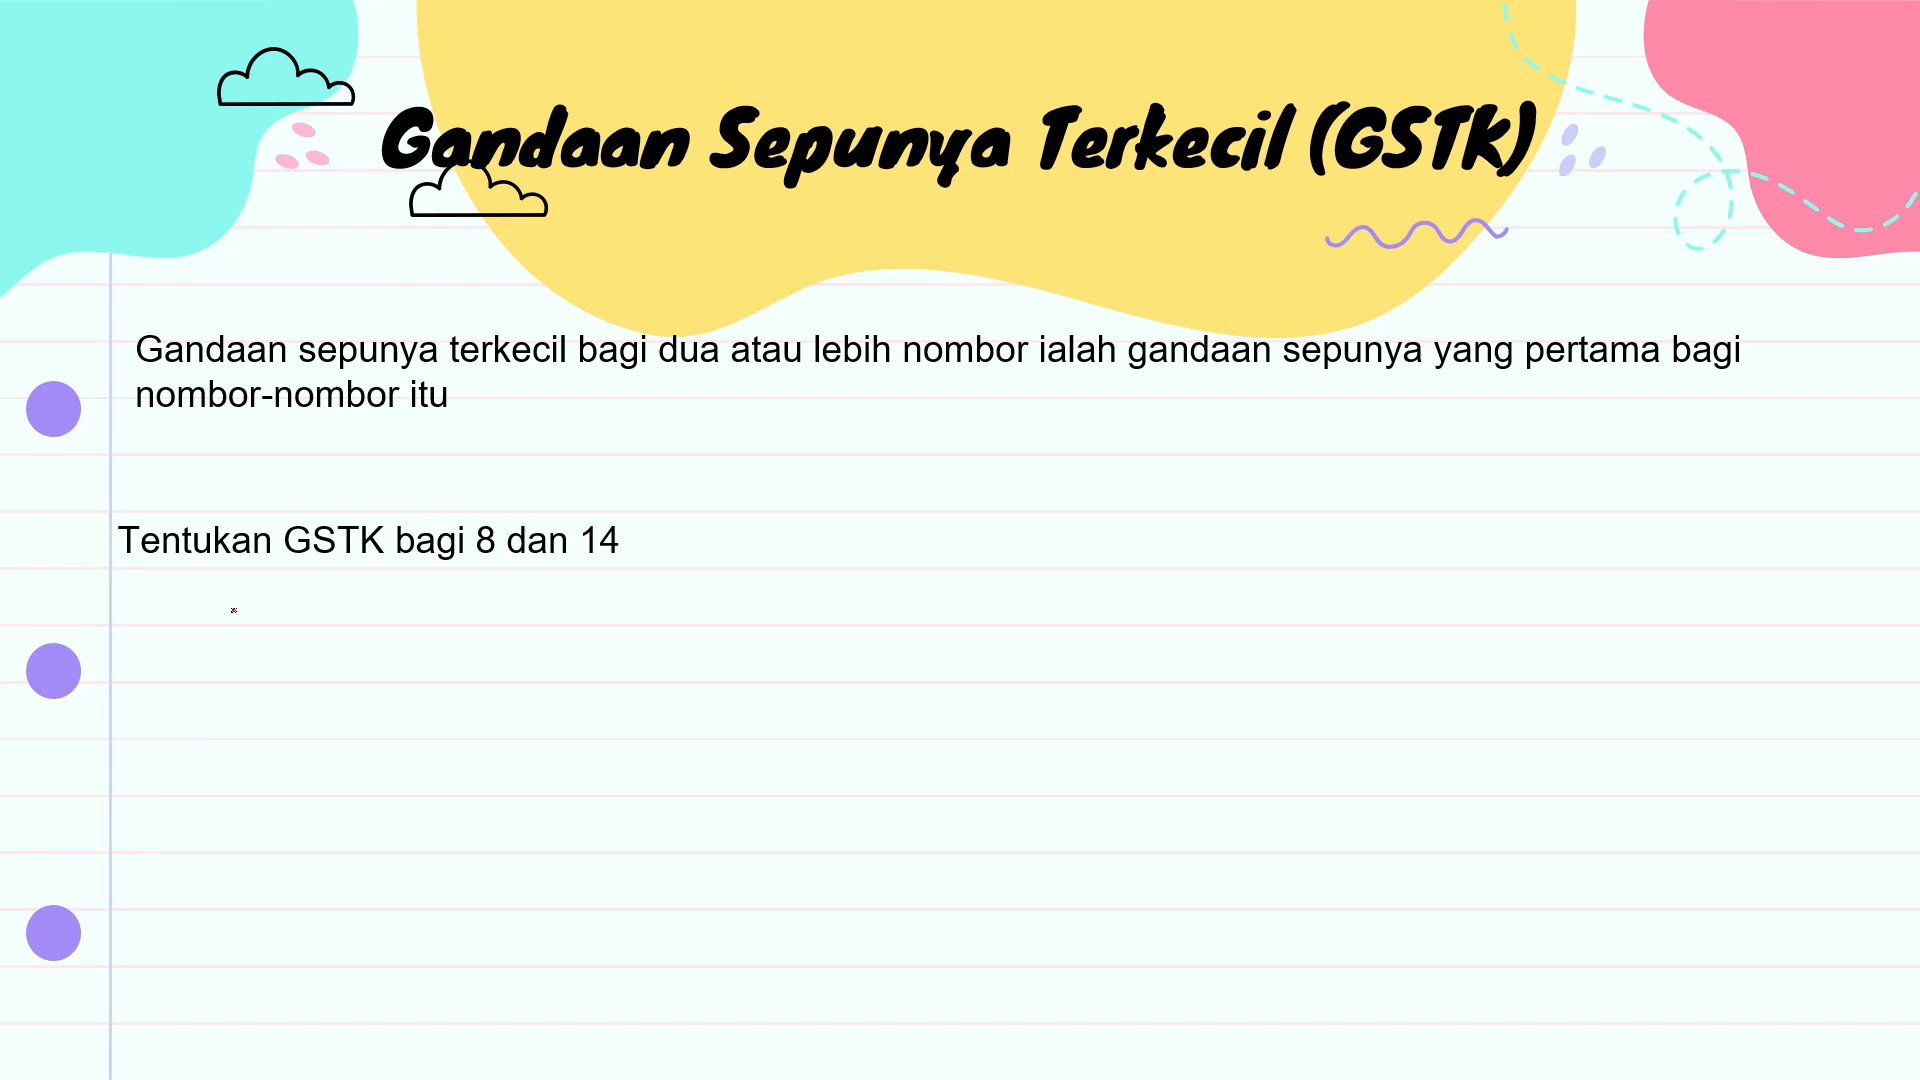 Gandaan Sepunya Terkecil (GSTK)
Gandaan sepunya terkecil bagi dua atau lebih nombor ialah gandaan sepunya yang pertama bagi
nombor-nombor itu
Tentukan GSTK bagi 8 dan 14